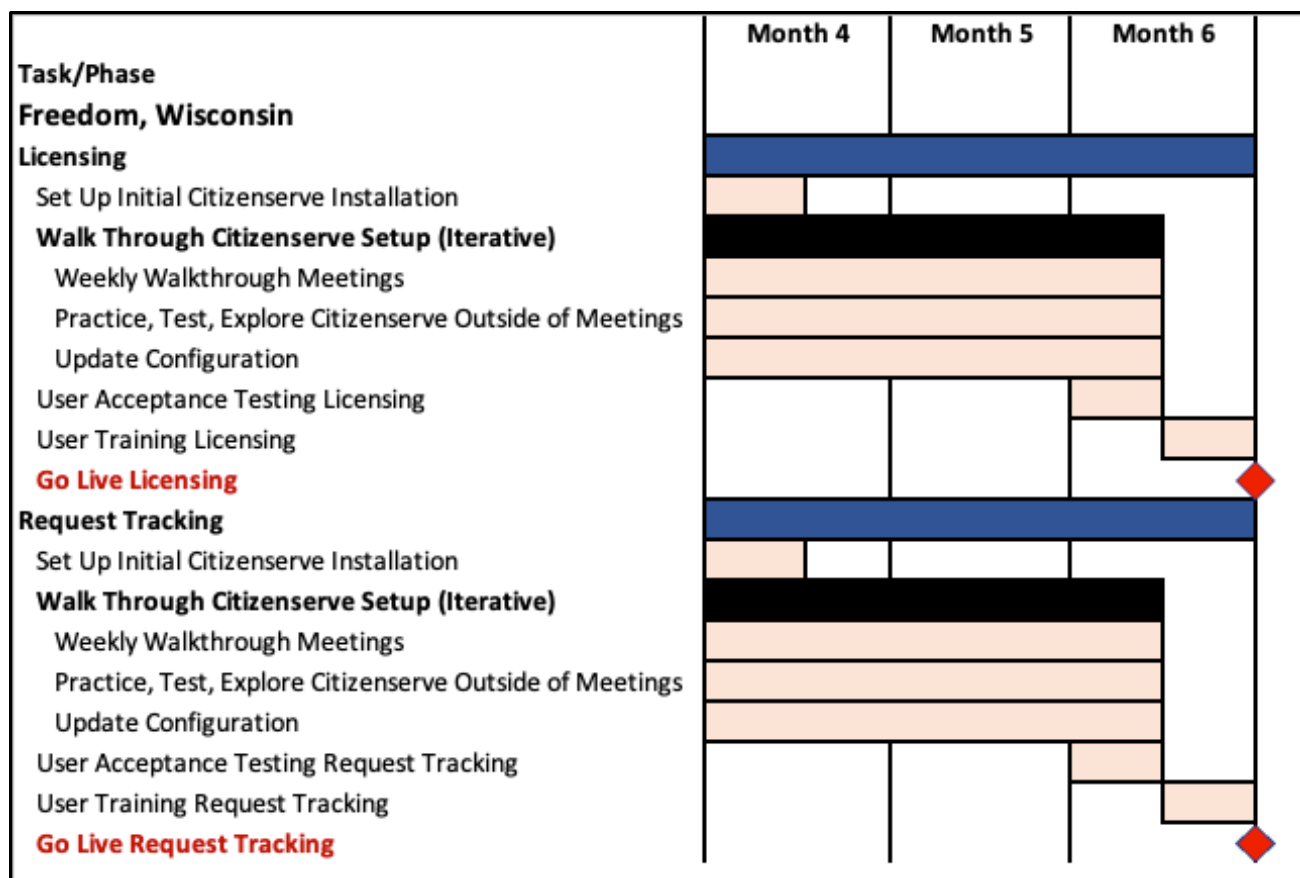 Month 4 Month 5 Month 6
Task/Phase
Freedom, Wisconsin
Licensing
Set Up Initial Citizenserve Installation
Walk Through Citizenserve Setup (Iterative)
Weekly Walkthrough Meetings
Practice, Test, Explore Citizenserve Outside of Meetings
Update Configuration
User Acceptance Testing Licensing
User Training Licensing
Go Live Licensing
Request Tracking
Set Up Initial Citizenserve Installation
Walk Through Citizenserve Setup (Iterative)
Weekly Walkthrough Meetings
Practice, Test, Explore Citizenserve Outside of Meetings
Update Configuration
User Acceptance Testing Request Tracking
User Training Request Tracking
Go Live Request Tracking